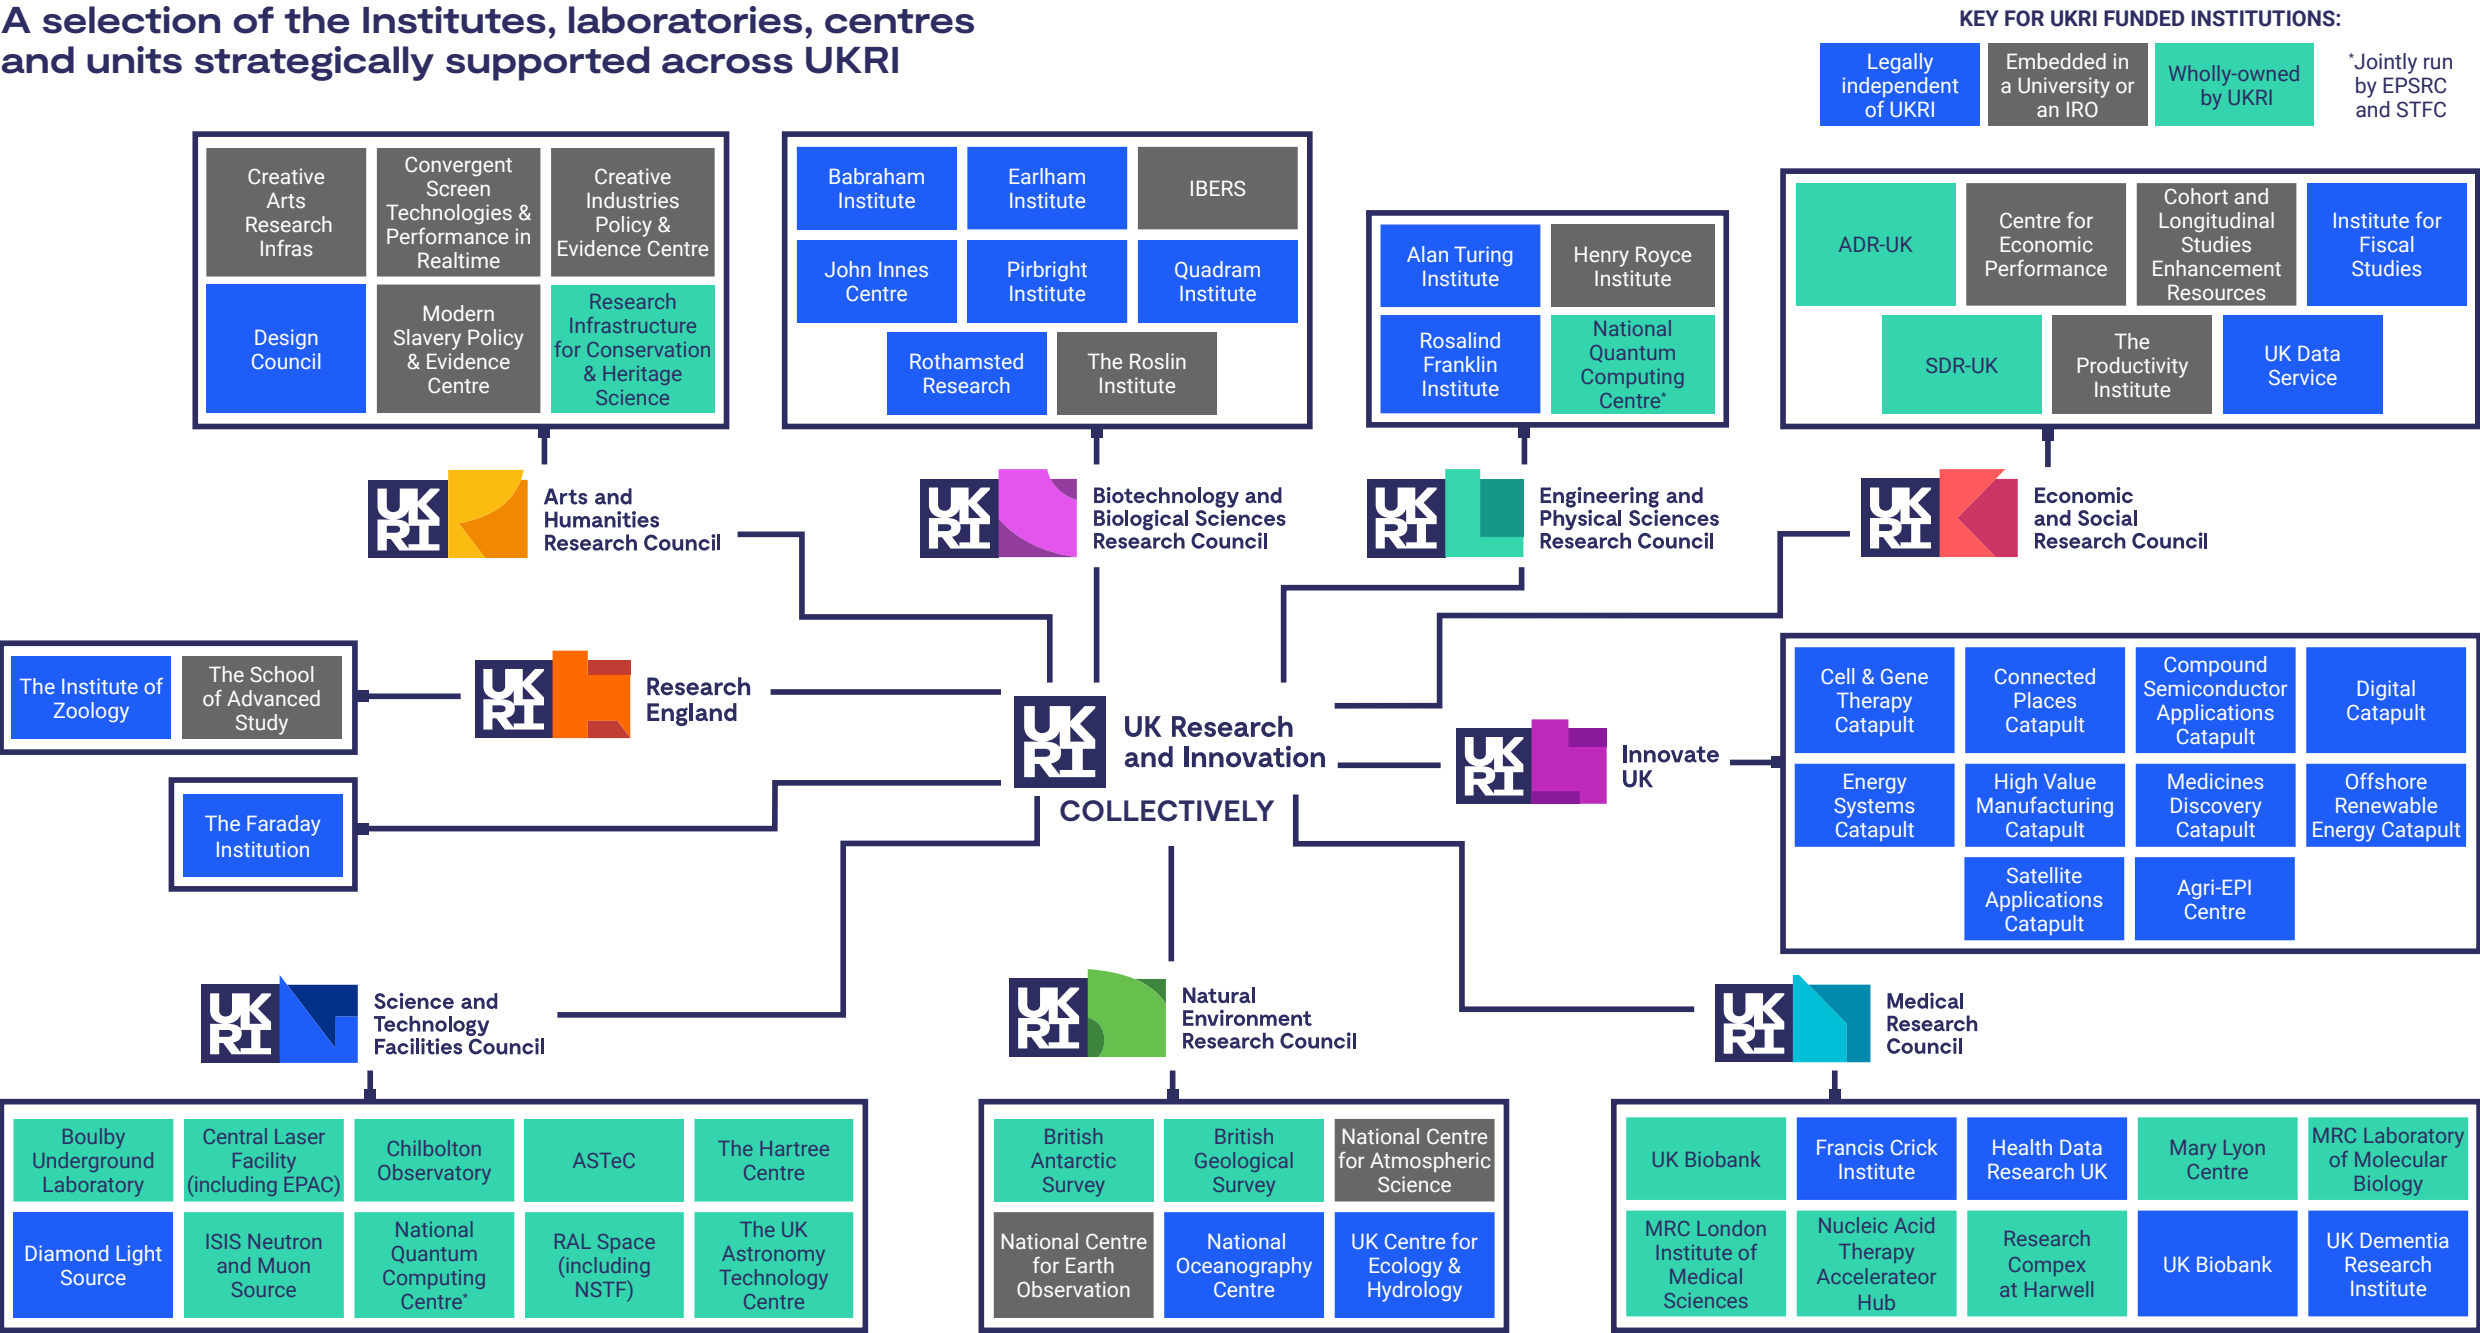 A selection of the Institutes, laboratories, centres
and units strategically supported across UKRI
KEY FOR UKRI FUNDED INSTITUTIONS:
Legally
independent
of UKRI
Embedded in
a University or
an IRO
Wholly-owned
by UKRI
*Jointly run
by EPSRC
and STFC
Creative
Arts
Research
Infras
Convergent
Screen
Technologies &
Performance in
Realtime
Creative
Industries
Policy &
Evidence Centre
Design
Council
Modern
Slavery Policy
& Evidence
Centre
Research
Infrastructure
for Conservation
& Heritage
Science
Babraham
Institute
Earlham
Institute
IBERS
John Innes
Centre
Pirbright
Institute
Quadram
Institute
Rothamsted
Research
The Roslin
Institute
Alan Turing
Institute
Henry Royce
Institute
Rosalind
Franklin
Institute
National
Quantum
Computing
Centre*
ADR-UK
Centre for
Economic
Performance
Cohort and
Longitudinal
Studies
Enhancement
Resources
Institute for
Fiscal
Studies
SDR-UK
The
Productivity
Institute
UK Data
Service
UK
RI
Arts and
Humanities
Research Council
UK
RI
Biotechnology and
Biological Sciences
Research Council
UK
RI
Engineering and
Physical Sciences
Research Council
UK
RI
Economic
and Social
Research Council
The Institute of
Zoology
The School
of Advanced
Study
UK
RI
Research
England
UK
RI
UK Research
and Innovation
COLLECTIVELY
UK
RI
Innovate
UK
Cell & Gene
Therapy
Catapult
Connected
Places
Catapult
Compound
Semiconductor
Applications
Catapult
Digital
Catapult
Energy
Systems
Catapult
High Value
Manufacturing
Catapult
Medicines
Discovery
Catapult
Offshore
Renewable
Energy Catapult
Satellite
Applications
Catapult
Agri-EPI
Centre
The Faraday
Institution
UK
RI
Science and
Technology
Facilities Council
UK
RI
Natural
Environment
Research Council
UK
RI
Medical
Research
Council
Boulby
Underground
Laboratory
Central Laser
Facility
(including EPAC)
Chilbolton
Observatory
ASTeC
The Hartree
Centre
Diamond Light
Source
ISIS Neutron
and Muon
Source
National
Quantum
Computing
Centre*
RAL Space
(including
NSTF)
The UK
Astronomy
Technology
Centre
British
Antarctic
Survey
British
Geological
Survey
National Centre
for Atmospheric
Science
National Centre
for Earth
Observation
National
Oceanography
Centre
UK Centre for
Ecology &
Hydrology
UK Biobank
Francis Crick
Institute
Health Data
Research UK
Mary Lyon
Centre
MRC Laboratory
of Molecular
Biology
MRC London
Institute of
Medical
Sciences
Nucleic Acid
Therapy
Accelerateor
Hub
Research
Compex
at Harwell
UK Biobank
UK Dementia
Research
Institute